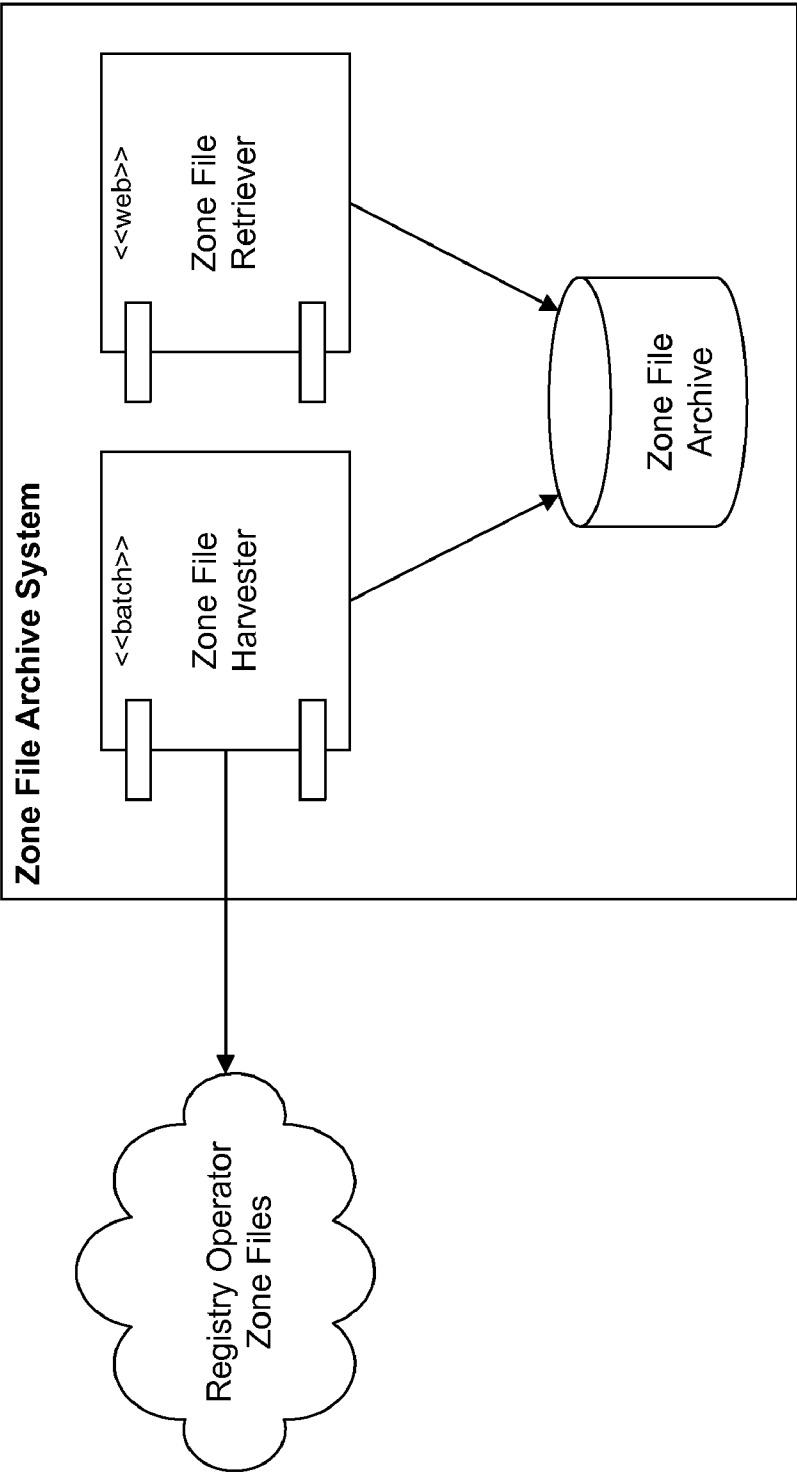 Zone File Archive System
<<batch>>
Zone File
Harvester
<<web>>
Zone File
Retriever
Registry Operator
Zone Files
Zone File
Archive